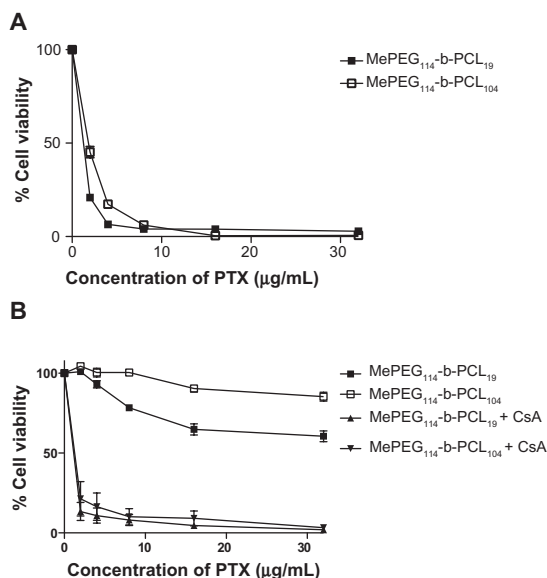 A
100
50
0
% Cell viability
0 10 20 30
Concentration of PTX (µg/mL)
MePEG₁₁₄-b-PCL₁₉
MePEG₁₁₄-b-PCL₁₀₄
B
100
50
0
% Cell viability
0 10 20 30
Concentration of PTX (µg/mL)
MePEG₁₁₄-b-PCL₁₉
MePEG₁₁₄-b-PCL₁₀₄
MePEG₁₁₄-b-PCL₁₉ + CsA
MePEG₁₁₄-b-PCL₁₀₄ + CsA